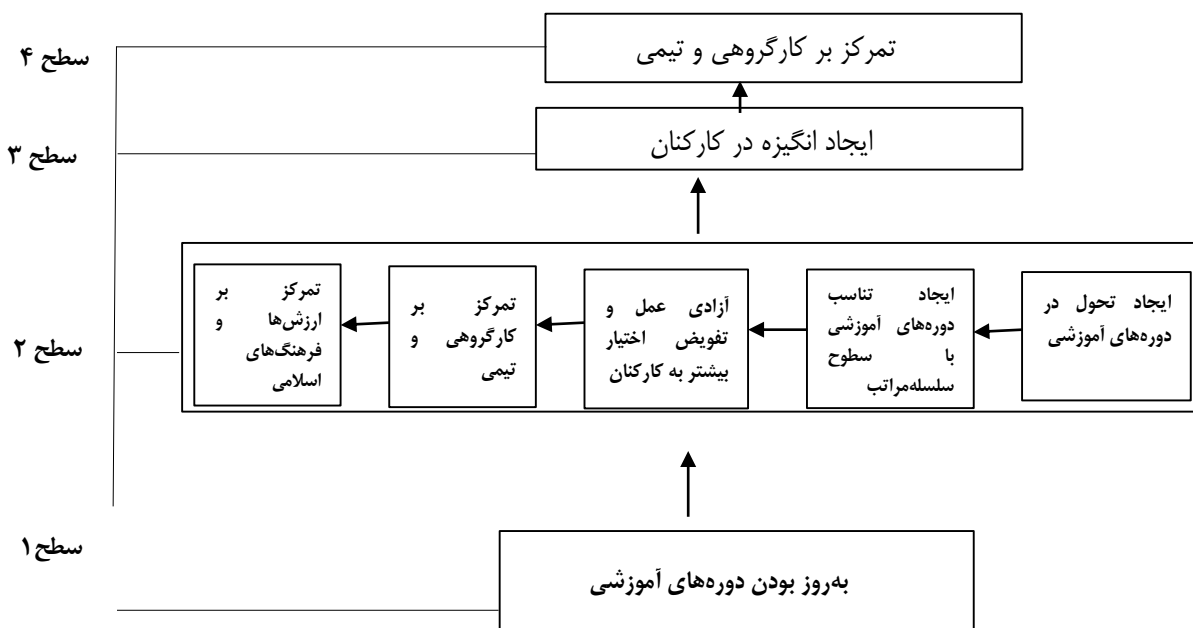 سطح ۴
تمرکز بر کارگروهی و تیمی
سطح ۳
ایجاد انگیزه در کارکنان
سطح ۲
ایجاد تحول در
دوره‌های آموزشی
ایجاد تناسب
دوره‌های آموزشی
با سطوح
سلسله‌مراتب
آزادی عمل و
تفویض اختیار
بیشتر به کارکنان
تمرکز بر
کارگروهی و
تیمی
تمرکز بر
ارزش‌ها و
فرهنگ‌های
اسلامی
سطح۱
به‌روز بودن دوره‌های آموزشی